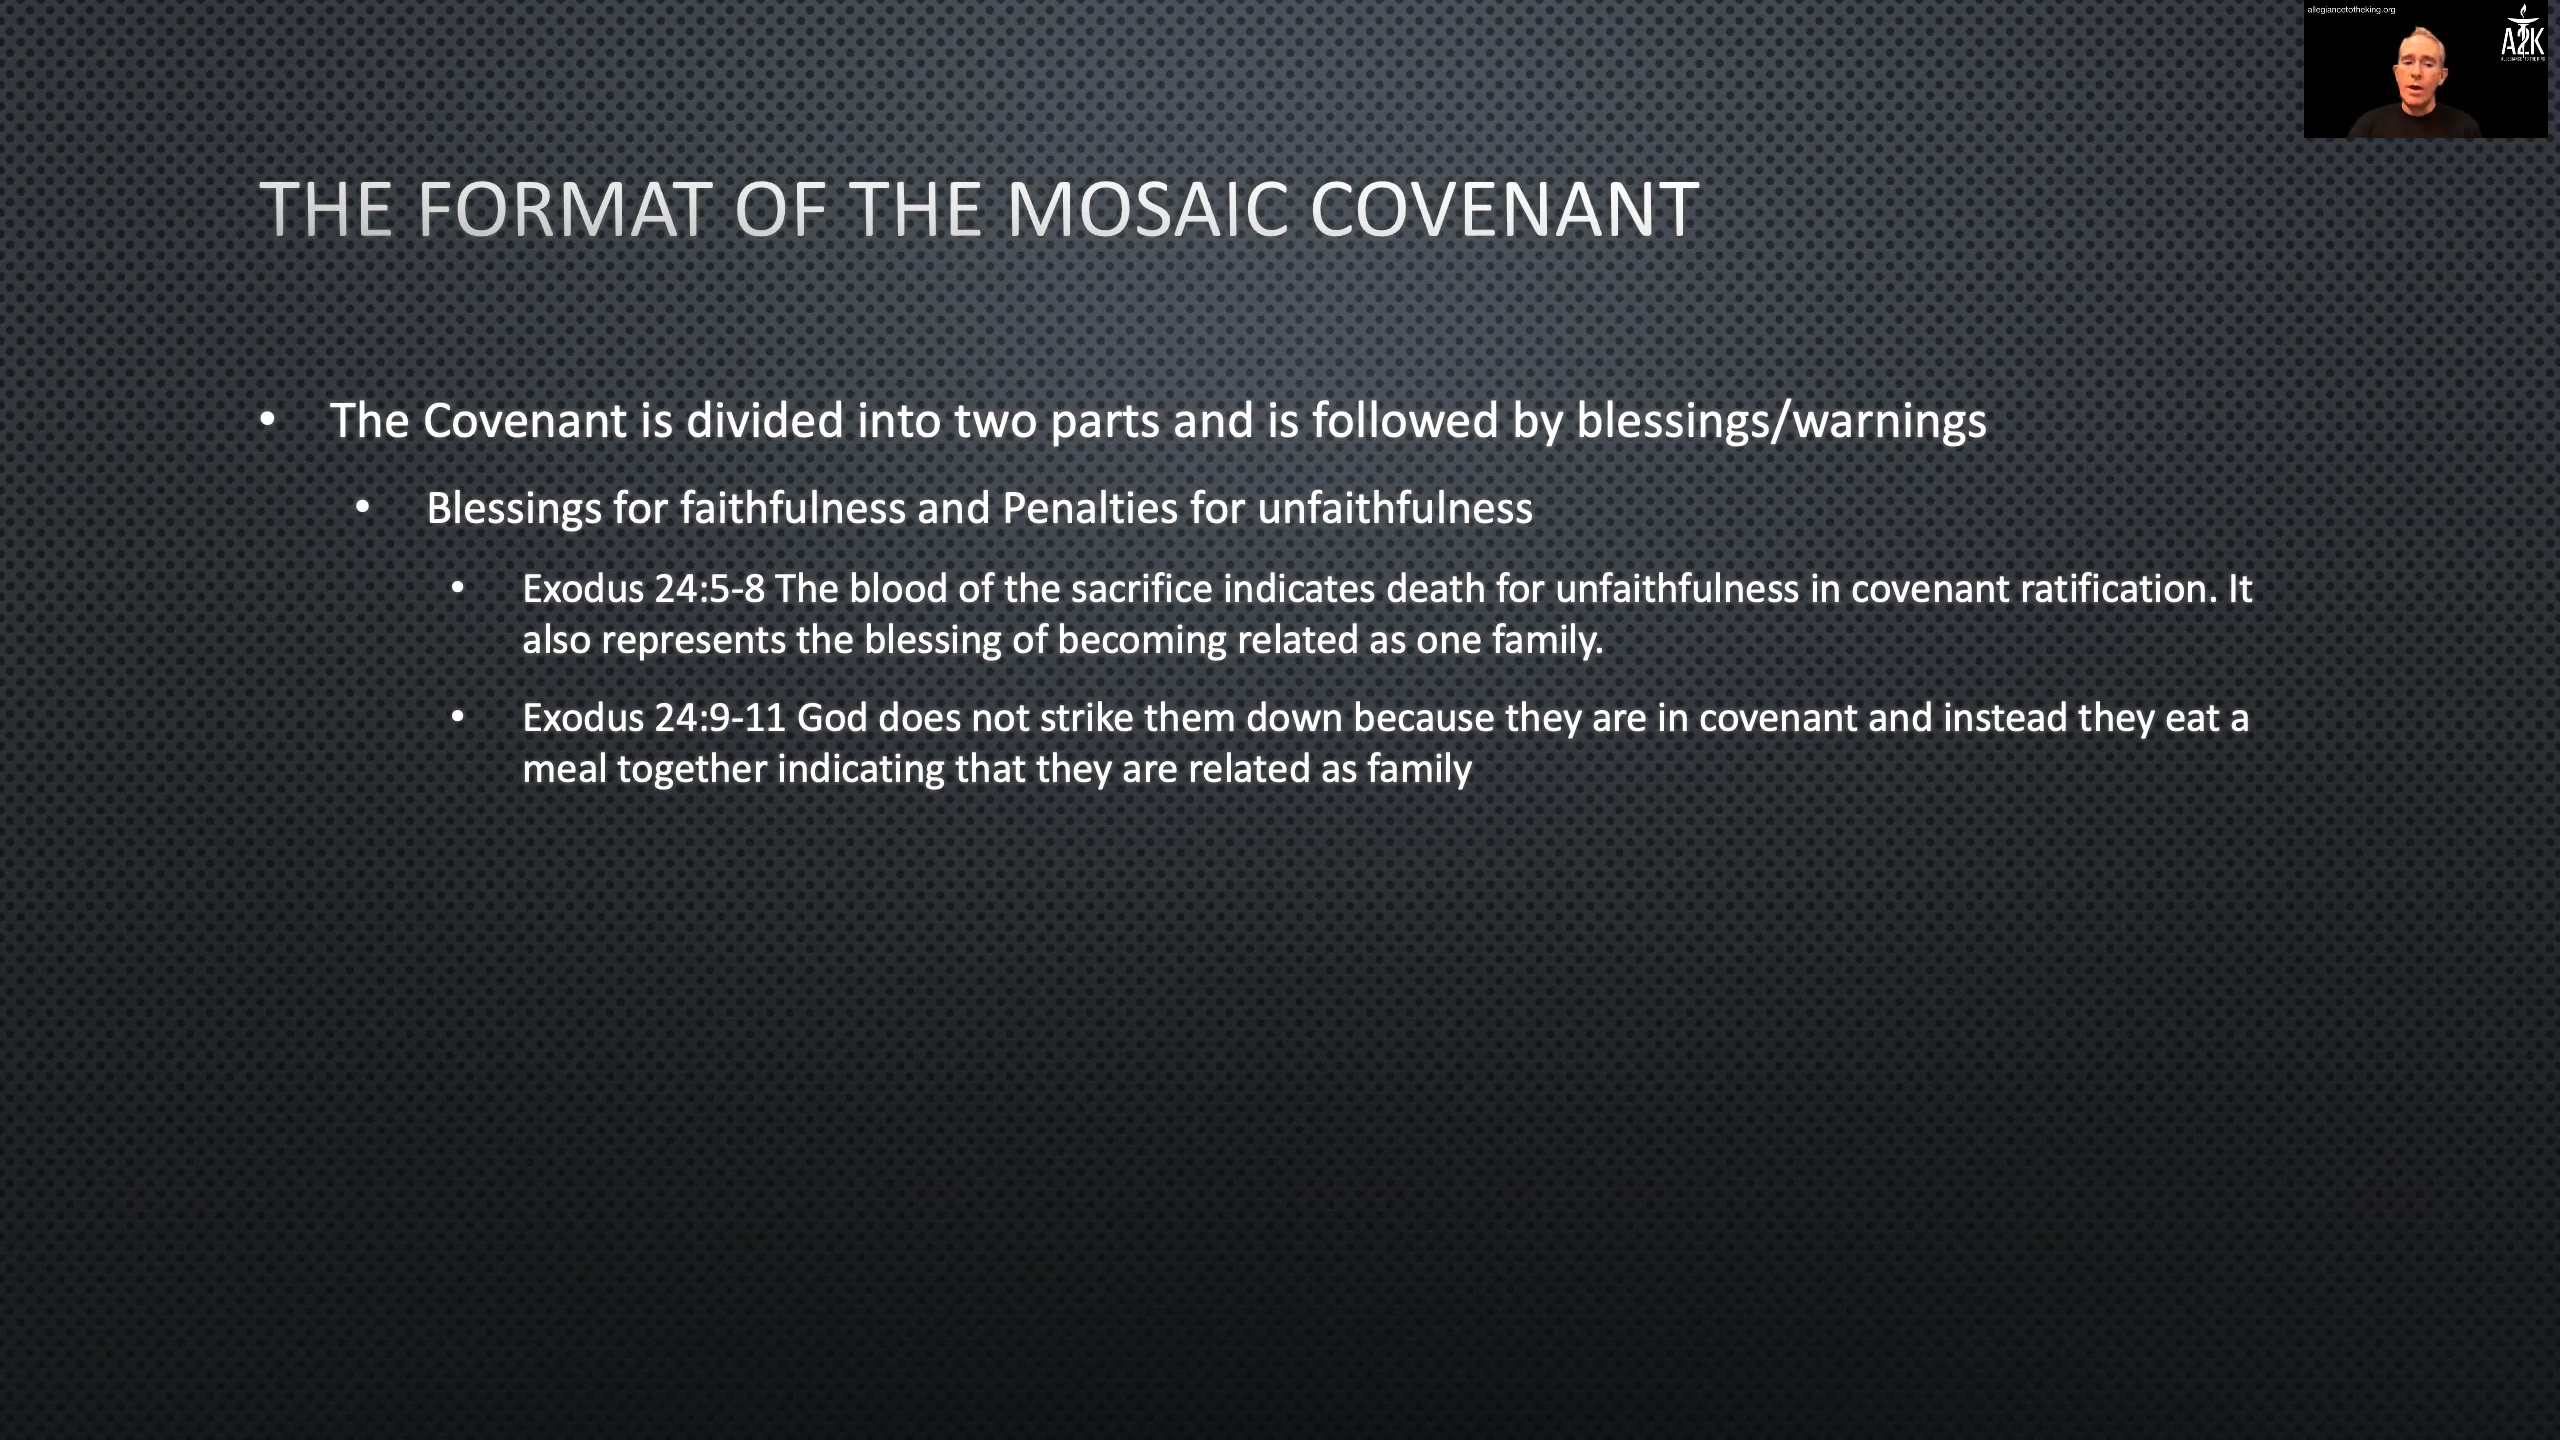 allegiancetotheking.org
A2K
ALLEGIANCE TO THE KING
THE FORMAT OF THE MOSAIC COVENANT
• The Covenant is divided into two parts and is followed by blessings/warnings
• Blessings for faithfulness and Penalties for unfaithfulness
• Exodus 24:5-8 The blood of the sacrifice indicates death for unfaithfulness in covenant ratification. It
also represents the blessing of becoming related as one family.
• Exodus 24:9-11 God does not strike them down because they are in covenant and instead they eat a
meal together indicating that they are related as family